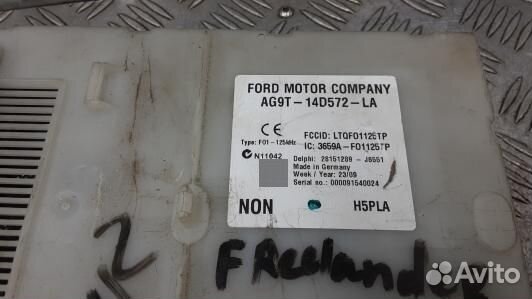 FORD MOTOR COMPANY
AG9T-14D572-LA
CE
Type: F01-125kHz
FCCID: LTQF01125TP
IC: 3659A-F01125TP
N11042
Delphi: 28151289 - J6551
Made in Germany
Week / Year: 23/09
Serial no.: 000091540024
NON
H5PLA
2
Freeland
Avito